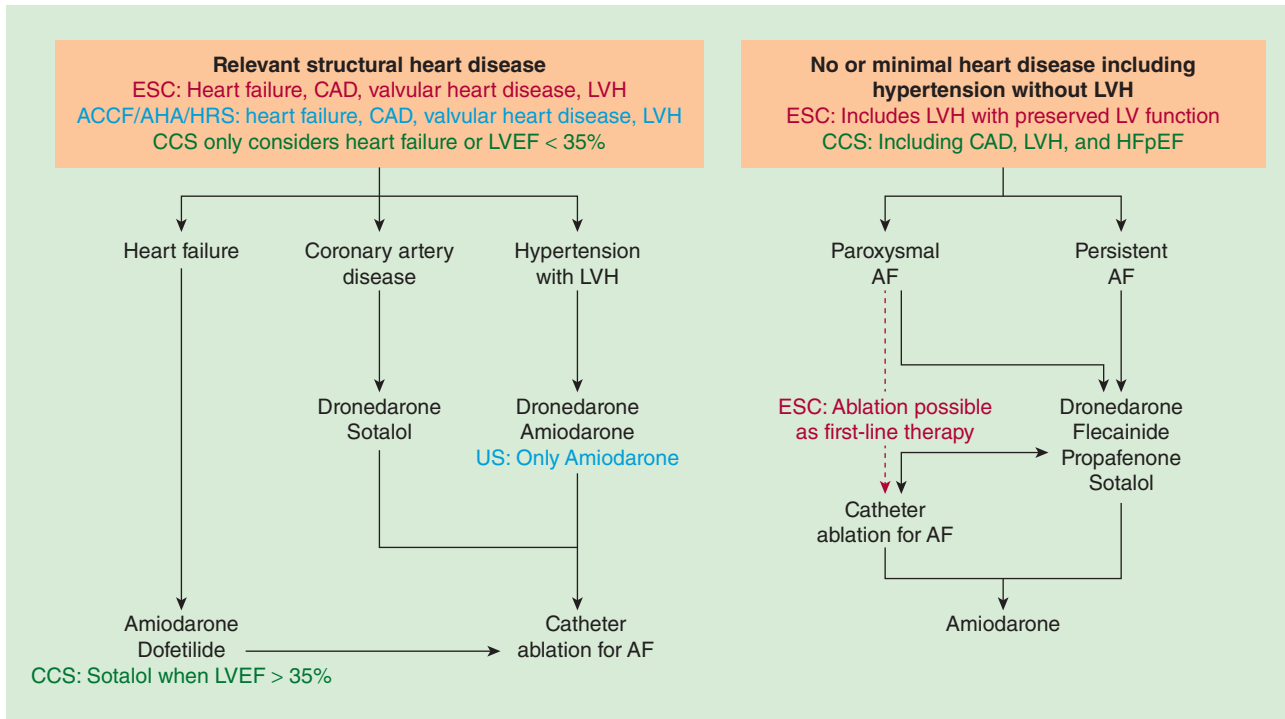 Relevant structural heart disease
ESC: Heart failure, CAD, valvular heart disease, LVH
ACCF/AHA/HRS: heart failure, CAD, valvular heart disease, LVH
CCS only considers heart failure or LVEF < 35%
Heart failure
Coronary artery
disease
Hypertension
with LVH
Dronedarone
Sotalol
Dronedarone
Amiodarone
US: Only Amiodarone
Amiodarone
Dofetilide
CCS: Sotalol when LVEF > 35%
Catheter
ablation for AF
No or minimal heart disease including
hypertension without LVH
ESC: Includes LVH with preserved LV function
CCS: Including CAD, LVH, and HFpEF
Paroxysmal
AF
Persistent
AF
ESC: Ablation possible
as first-line therapy
Dronedarone
Flecainide
Propafenone
Sotalol
Catheter
ablation for AF
Amiodarone